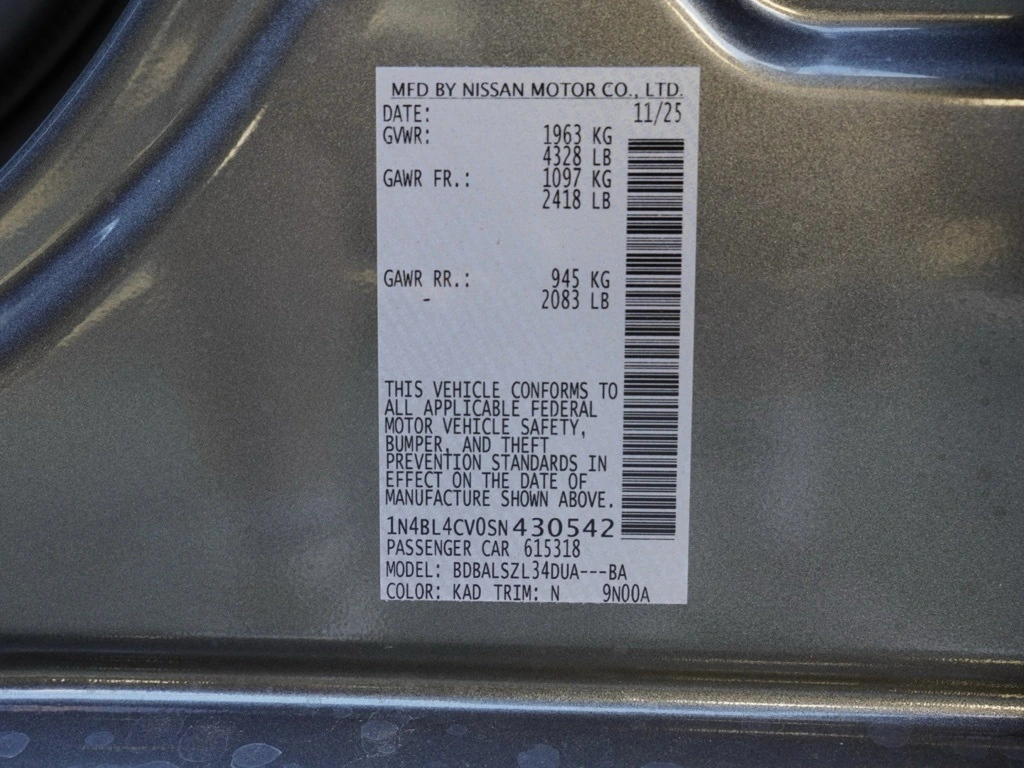 MFD BY NISSAN MOTOR CO., LTD.
DATE: 11/25
GVWR: 1963 KG
4328 LB
GAWR FR.: 1097 KG
2418 LB
GAWR RR.: 945 KG
- 2083 LB
THIS VEHICLE CONFORMS TO
ALL APPLICABLE FEDERAL
MOTOR VEHICLE SAFETY,
BUMPER, AND THEFT
PREVENTION STANDARDS IN
EFFECT ON THE DATE OF
MANUFACTURE SHOWN ABOVE.
1N4BL4CV0SN430542
PASSENGER CAR 615318
MODEL: BDBALSZL34DUA---BA
COLOR: KAD TRIM: N 9N00A